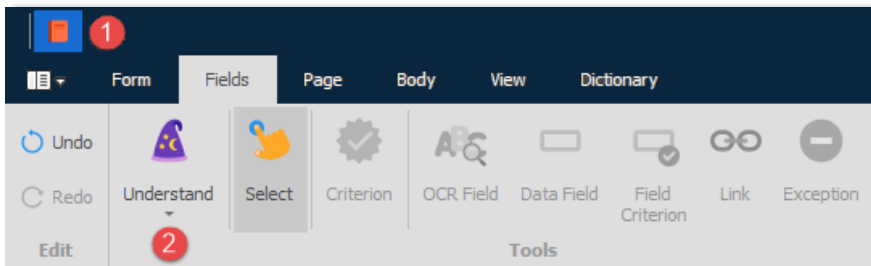 1
Form Fields Page Body View Dictionary
Undo
Redo
Understand Select Criterion OCR Field Data Field Field Criterion Link Exception
2
Edit Tools